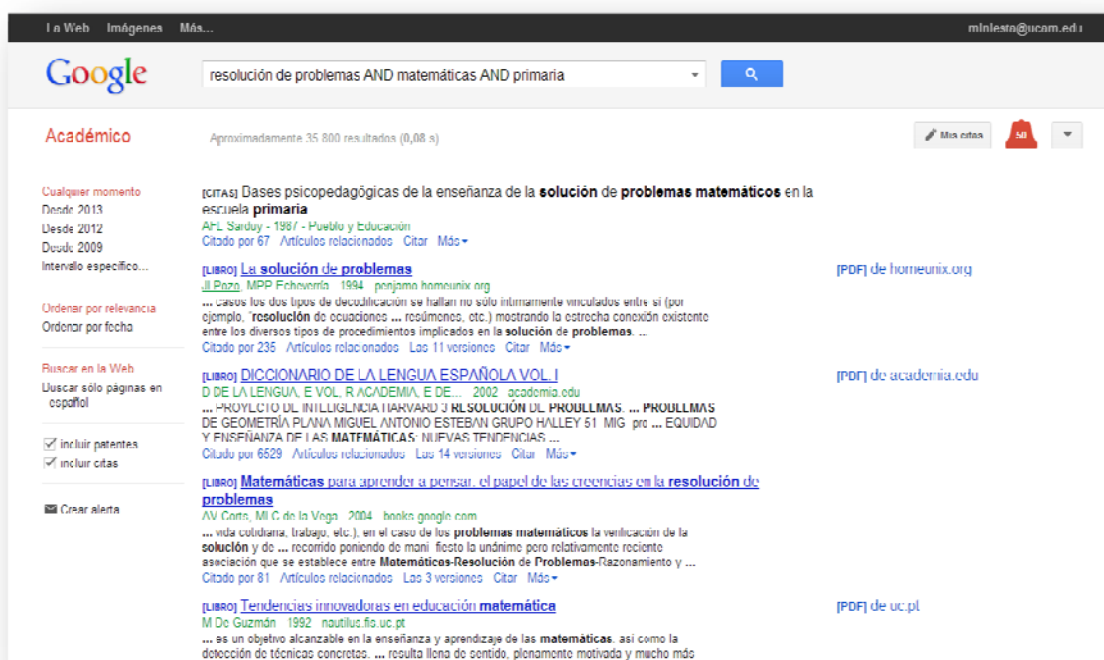 La Web Imágenes Más...
miniesta@ucam.edu
Google
resolución de problemas AND matemáticas AND primaria
Académico
Aproximadamente 35.800 resultados (0,08 s)
Mis citas
50
Cualquier momento
Desde 2013
Desde 2012
Desde 2009
Intervalo específico...
Ordenar por relevancia
Ordenar por fecha
Buscar en la Web
Buscar sólo páginas en
español
incluir patentes
incluir citas
Crear alerta
[CITAS] Bases psicopedagógicas de la enseñanza de la solución de problemas matemáticos en la
escuela primaria
AFL Sarduy - 1987 - Pueblo y Educación
Citado por 67 Artículos relacionados Citar Más
[LIBRO] La solución de problemas
JI Pozo, MPP Echeverría 1994 penjamo.homeunix.org
... casos los dos tipos de decodificación se hallan no sólo íntimamente vinculados entre sí (por
ejemplo, "resolución de ecuaciones ... resúmenes, etc.) mostrando la estrecha conexión existente
entre los diversos tipos de procedimientos implicados en la solución de problemas. ...
Citado por 235 Artículos relacionados Las 11 versiones Citar Más
[PDF] de homeunix.org
[LIBRO] DICCIONARIO DE LA LENGUA ESPAÑOLA VOL. I
D DE LA LENGUA, E VOL, R ACADEMIA, E DE... 2002 academia.edu
... PROYECTO DE INTELIGENCIA HARVARD 3 RESOLUCIÓN DE PROBLEMAS. ... PROBLEMAS
DE GEOMETRÍA PLANA MIGUEL ANTONIO ESTEBAN GRUPO HALLEY 51 MIG pro ... EQUIDAD
Y ENSEÑANZA DE LAS MATEMÁTICAS: NUEVAS TENDENCIAS ...
Citado por 6529 Artículos relacionados Las 14 versiones Citar Más
[PDF] de academia.edu
[LIBRO] Matemáticas para aprender a pensar: el papel de las creencias en la resolución de
problemas
AV Corts, MLC de la Vega 2004 books.google.com
... vida cotidiana, trabajo, etc.), en el caso de los problemas matemáticos la verificación de la
solución y de ... recorrido poniendo de mani fiesto la unánime pero relativamente reciente
asociación que se establece entre Matemáticas-Resolución de Problemas-Razonamiento y ...
Citado por 81 Artículos relacionados Las 3 versiones Citar Más
[LIBRO] Tendencias innovadoras en educación matemática
M De Guzmán 1992 nautilus.fis.uc.pt
... es un objetivo alcanzable en la enseñanza y aprendizaje de las matemáticas, así como la
detección de técnicas concretas. ... resulta llena de sentido, plenamente motivada y mucho más
[PDF] de uc.pt